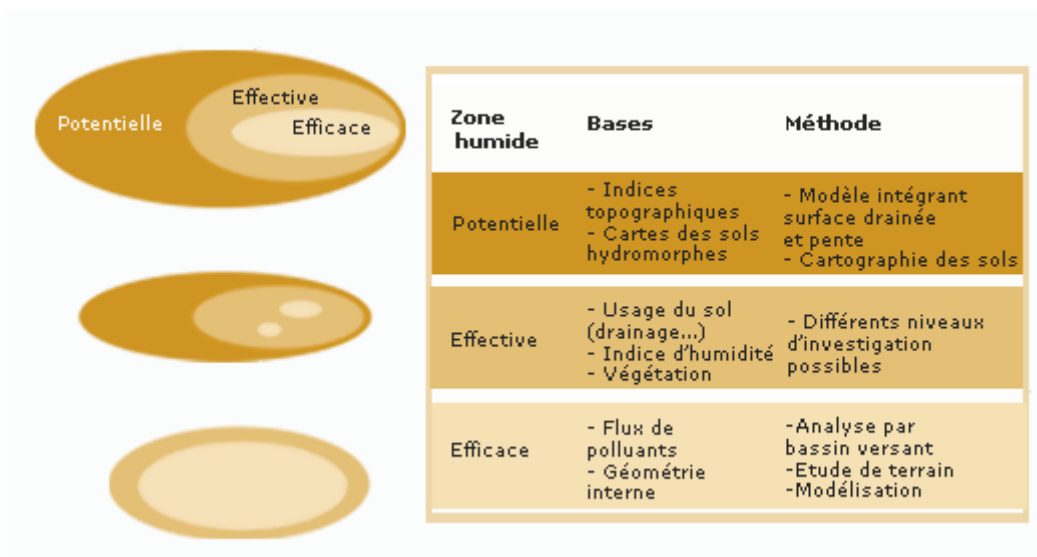 Potentielle
Effective
Efficace
Zone
humide
Bases
Méthode
Potentielle
- Indices
topographiques
- Cartes des sols
hydromorphes
- Modèle intégrant
surface drainée
et pente
- Cartographie des sols
Effective
- Usage du sol
(drainage...)
- Indice d'humidité
- Végétation
- Différents niveaux
d'investigation
possibles
Efficace
- Flux de
polluants
- Géométrie
interne
-Analyse par
bassin versant
-Etude de terrain
-Modélisation